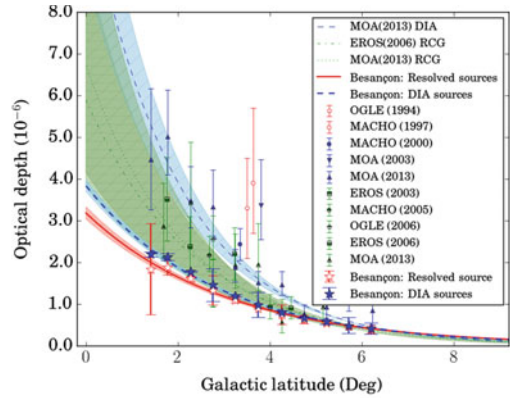 8.0
7.0
6.0
5.0
4.0
3.0
2.0
1.0
0.0
Optical depth (10⁻⁶)
0
2
4
6
8
Galactic latitude (Deg)
MOA(2013) DIA
EROS(2006) RCG
MOA(2013) RCG
Besançon: Resolved sources
Besançon: DIA sources
OGLE (1994)
MACHO (1997)
MACHO (2000)
MOA (2003)
MOA (2013)
EROS (2003)
MACHO (2005)
OGLE (2006)
EROS (2006)
MOA (2013)
Besançon: Resolved source
Besançon: DIA sources